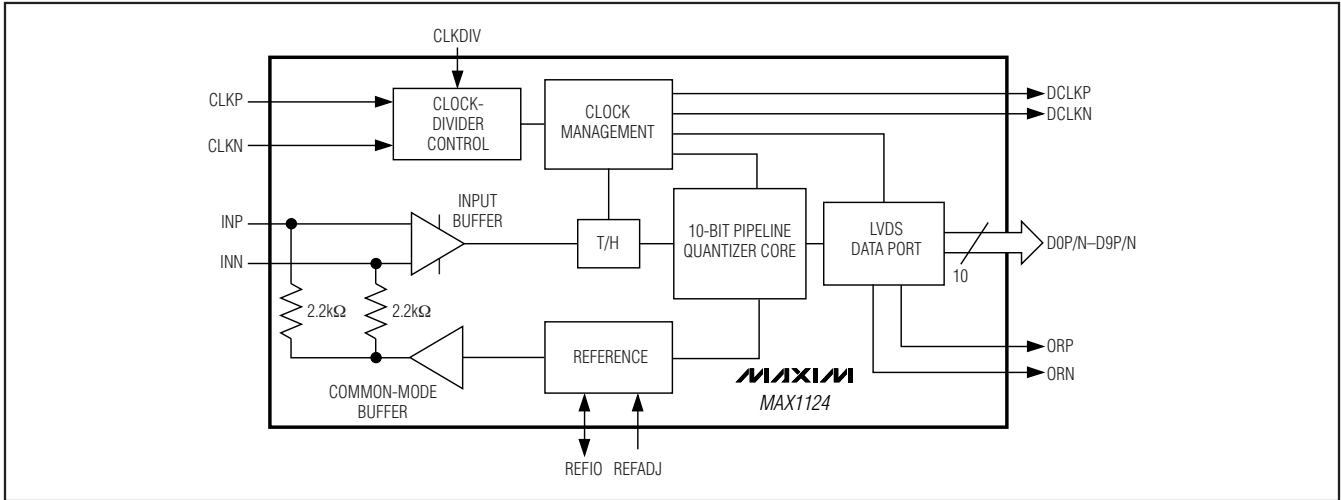 CLKDIV
CLKP
CLKN
CLOCK-
DIVIDER
CONTROL
CLOCK
MANAGEMENT
DCLKP
DCLKN
INP
INN
INPUT
BUFFER
T/H
10-BIT PIPELINE
QUANTIZER CORE
LVDS
DATA PORT
10
D0P/N–D9P/N
2.2kΩ
2.2kΩ
COMMON-MODE
BUFFER
REFERENCE
ORP
ORN
MAXIM
MAX1124
REFIO
REFADJ